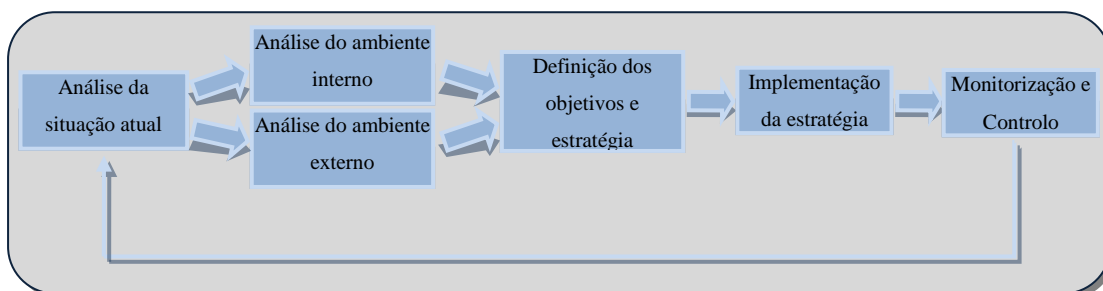 Análise da
situação atual
Análise do ambiente
interno
Análise do ambiente
externo
Definição dos
objetivos e
estratégia
Implementação
da estratégia
Monitorização e
Controlo